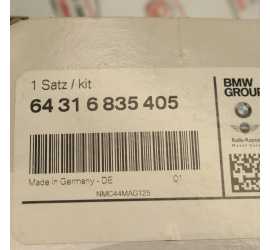 1 Satz / kit
BMW
GROUP
64 31 6 835 405
Made in Germany - DE 01
NMC44MAG125